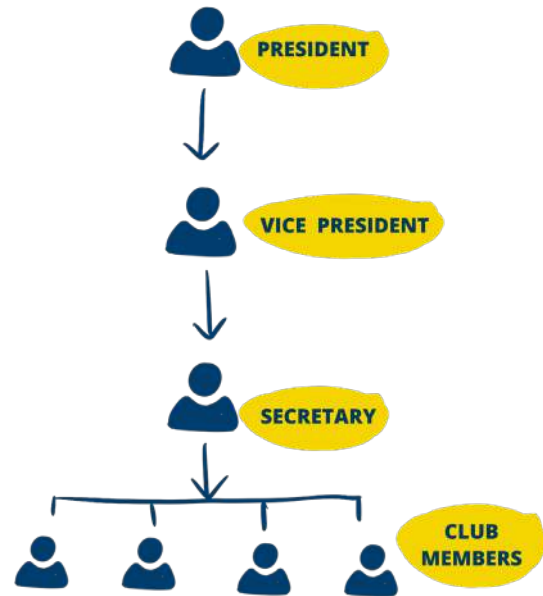 PRESIDENT
VICE PRESIDENT
SECRETARY
CLUB
MEMBERS